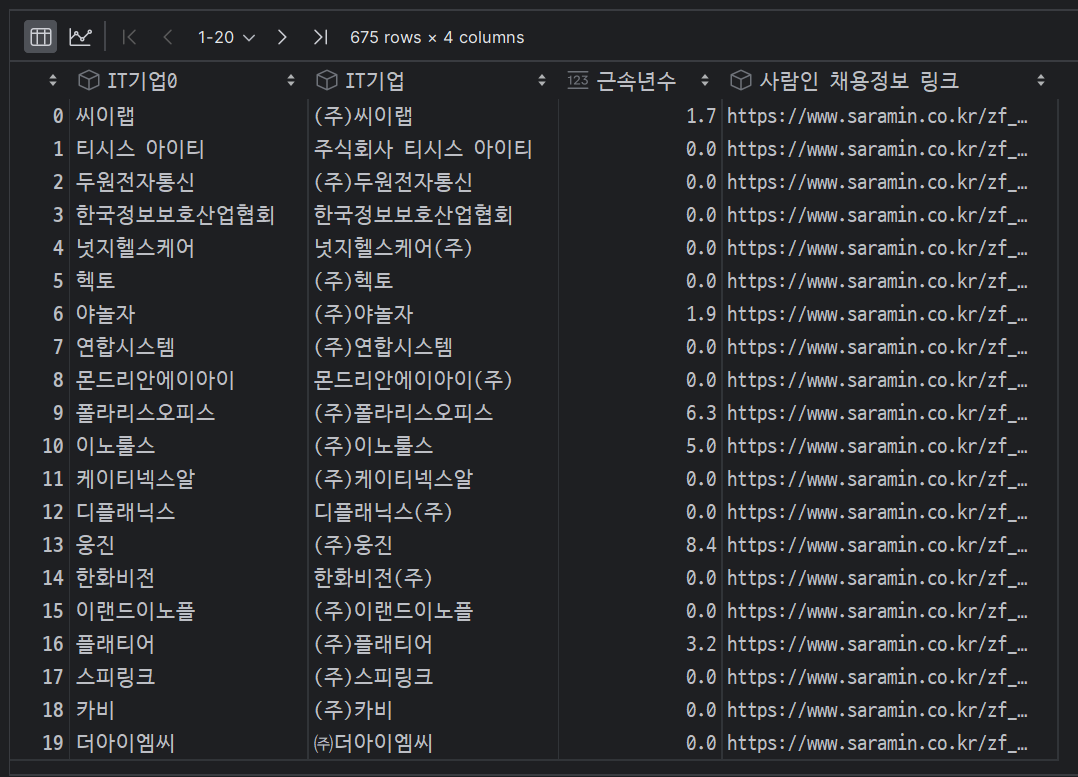 1-20 675 rows × 4 columns
IT기업0 IT기업 123 근속년수 사람인 채용정보 링크
0 씨이랩 (주)씨이랩 1.7 https://www.saramin.co.kr/zf_…
1 티시스 아이티 주식회사 티시스 아이티 0.0 https://www.saramin.co.kr/zf_…
2 두원전자통신 (주)두원전자통신 0.0 https://www.saramin.co.kr/zf_…
3 한국정보보호산업협회 한국정보보호산업협회 0.0 https://www.saramin.co.kr/zf_…
4 넛지헬스케어 넛지헬스케어(주) 0.0 https://www.saramin.co.kr/zf_…
5 헥토 (주)헥토 0.0 https://www.saramin.co.kr/zf_…
6 야놀자 (주)야놀자 1.9 https://www.saramin.co.kr/zf_…
7 연합시스템 (주)연합시스템 0.0 https://www.saramin.co.kr/zf_…
8 몬드리안에이아이 몬드리안에이아이(주) 0.0 https://www.saramin.co.kr/zf_…
9 폴라리스오피스 (주)폴라리스오피스 6.3 https://www.saramin.co.kr/zf_…
10 이노룰스 (주)이노룰스 5.0 https://www.saramin.co.kr/zf_…
11 케이티넥스알 (주)케이티넥스알 0.0 https://www.saramin.co.kr/zf_…
12 디플래닉스 디플래닉스(주) 0.0 https://www.saramin.co.kr/zf_…
13 웅진 (주)웅진 8.4 https://www.saramin.co.kr/zf_…
14 한화비전 한화비전(주) 0.0 https://www.saramin.co.kr/zf_…
15 이랜드이노플 (주)이랜드이노플 0.0 https://www.saramin.co.kr/zf_…
16 플래티어 (주)플래티어 3.2 https://www.saramin.co.kr/zf_…
17 스피링크 (주)스피링크 0.0 https://www.saramin.co.kr/zf_…
18 카비 (주)카비 0.0 https://www.saramin.co.kr/zf_…
19 더아이엠씨 ㈜더아이엠씨 0.0 https://www.saramin.co.kr/zf_…